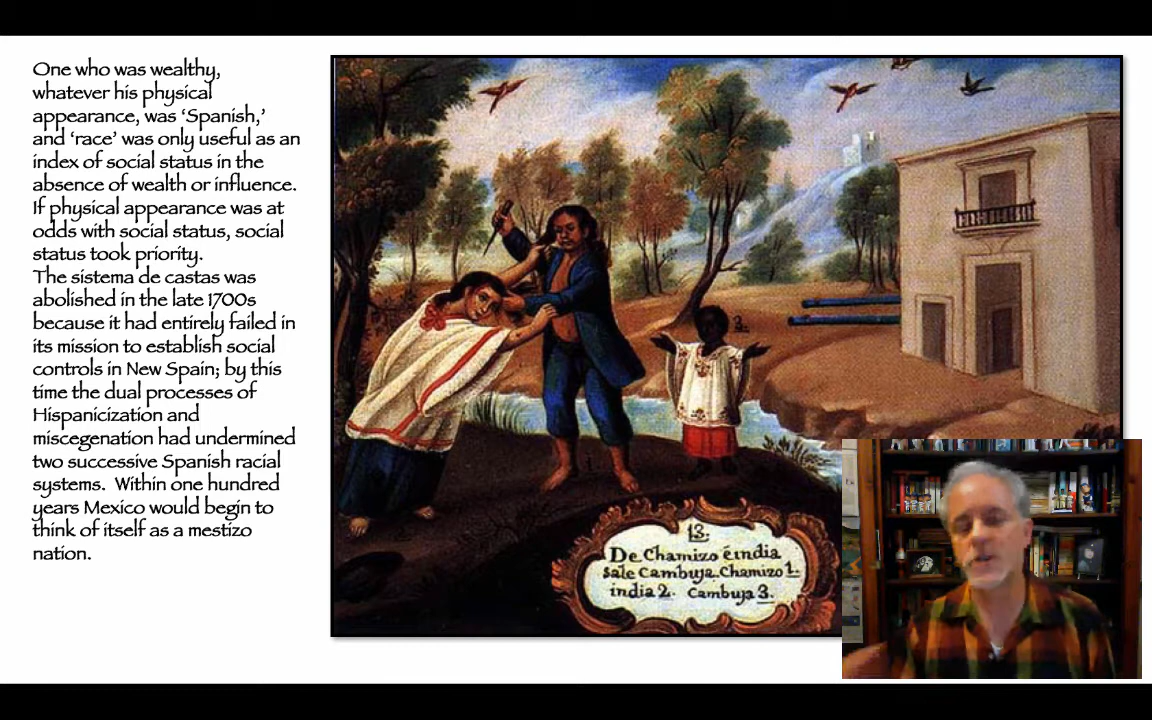 One who was wealthy,
whatever his physical
appearance, was ‘Spanish,’
and ‘race’ was only useful as an
index of social status in the
absence of wealth or influence.
If physical appearance was at
odds with social status, social
status took priority.
The sistema de castas was
abolished in the late 1700s
because it had entirely failed in
its mission to establish social
controls in New Spain; by this
time the dual processes of
Hispanicization and
miscegenation had undermined
two successive Spanish racial
systems. Within one hundred
years Mexico would begin to
think of itself as a mestizo
nation.
3.
1
13.
De Chamizo é india
sale Cambuja. Chamizo 1.
india 2. Cambuja 3.